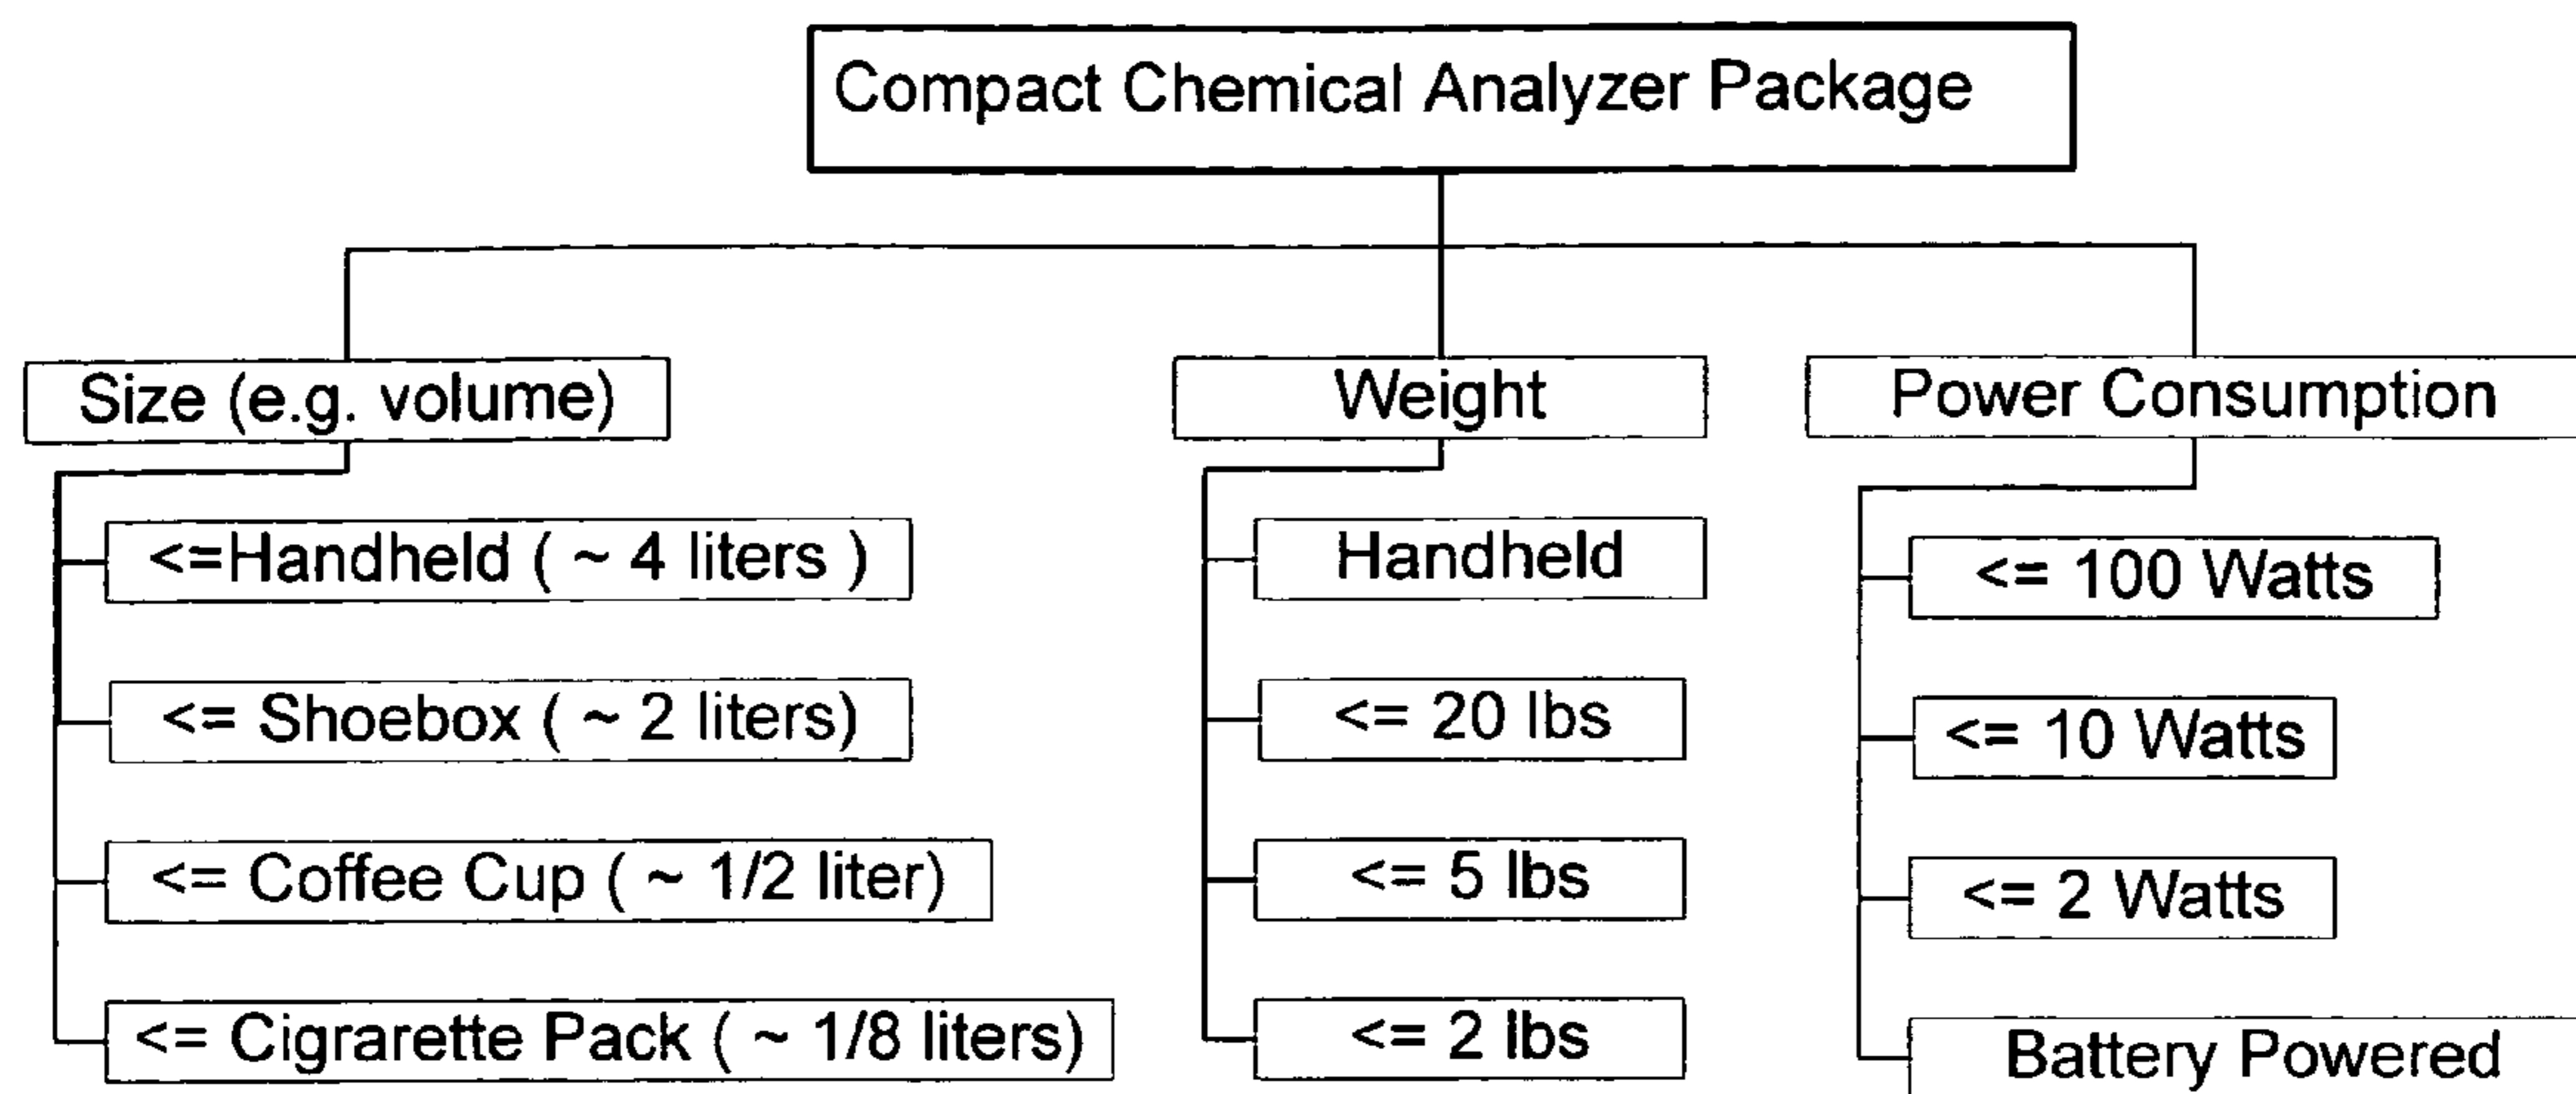 Compact Chemical Analyzer Package
Size (e.g. volume)
<=Handheld ( ~ 4 liters )
<= Shoebox ( ~ 2 liters)
<= Coffee Cup ( ~ 1/2 liter)
<= Cigrarette Pack ( ~ 1/8 liters)
Weight
Handheld
<= 20 lbs
<= 5 lbs
<= 2 lbs
Power Consumption
<= 100 Watts
<= 10 Watts
<= 2 Watts
Battery Powered